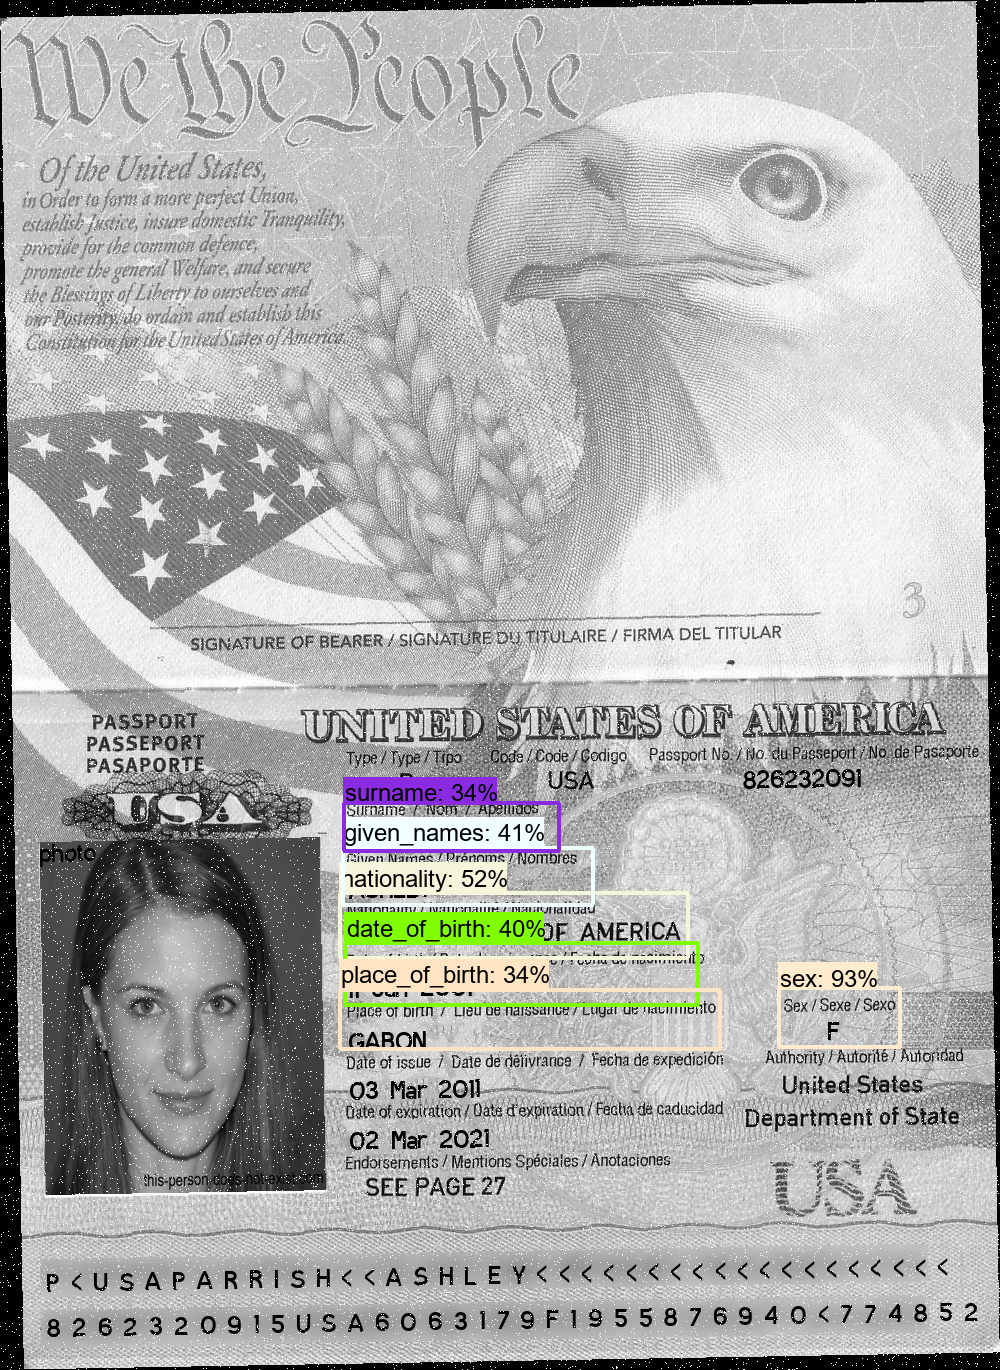 We the People
Of the United States,
in Order to form a more perfect Union,
establish Justice, insure domestic Tranquility,
provide for the common defence,
promote the general Welfare, and secure
the Blessings of Liberty to ourselves and
our Posterity, do ordain and establish this
Constitution for the United States of America.
3
SIGNATURE OF BEARER / SIGNATURE DU TITULAIRE / FIRMA DEL TITULAR
PASSPORT
PASSEPORT
PASAPORTE
USA
UNITED STATES OF AMERICA
Type / Type / Tipo Code / Code / Codigo Passport No. / No. du Passeport / No. de Pasaporte
USA 826232091
surname: 34%
Surname / Nom / Apellidos
given_names: 41%
Given Names / Prénoms / Nombres
nationality: 52%
Nationality / Nationalité / Nacionalidad
date_of_birth: 40%
OF AMERICA
/ Fecha de nacimiento
place_of_birth: 34%
sex: 93%
Place of birth / Lieu de naissance / Lugar de nacimiento
Sex / Sexe / Sexo
GABON
F
Date of issue / Date de délivrance / Fecha de expedición
Authority / Autorité / Autoridad
03 Mar 2011
United States
Date of expiration / Date d'expiration / Fecha de caducidad
Department of State
02 Mar 2021
Endorsements / Mentions Spéciales / Anotaciones
SEE PAGE 27
USA
photo
this-person-does-not-exist.com
P<USAPARRISH<<ASHLEY<<<<<<<<<<<<<<<<<<<
8262320915USA6063179F1955876940<774852